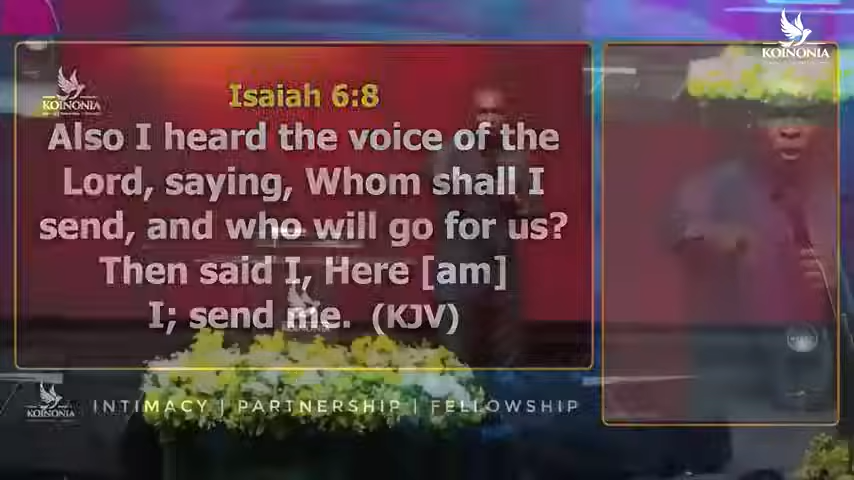 KOINONIA
KOINONIA
Isaiah 6:8
Also I heard the voice of the
Lord, saying, Whom shall I
send, and who will go for us?
Then said I, Here [am]
I; send me. (KJV)
KOINONIA
INTIMACY | PARTNERSHIP | FELLOWSHIP